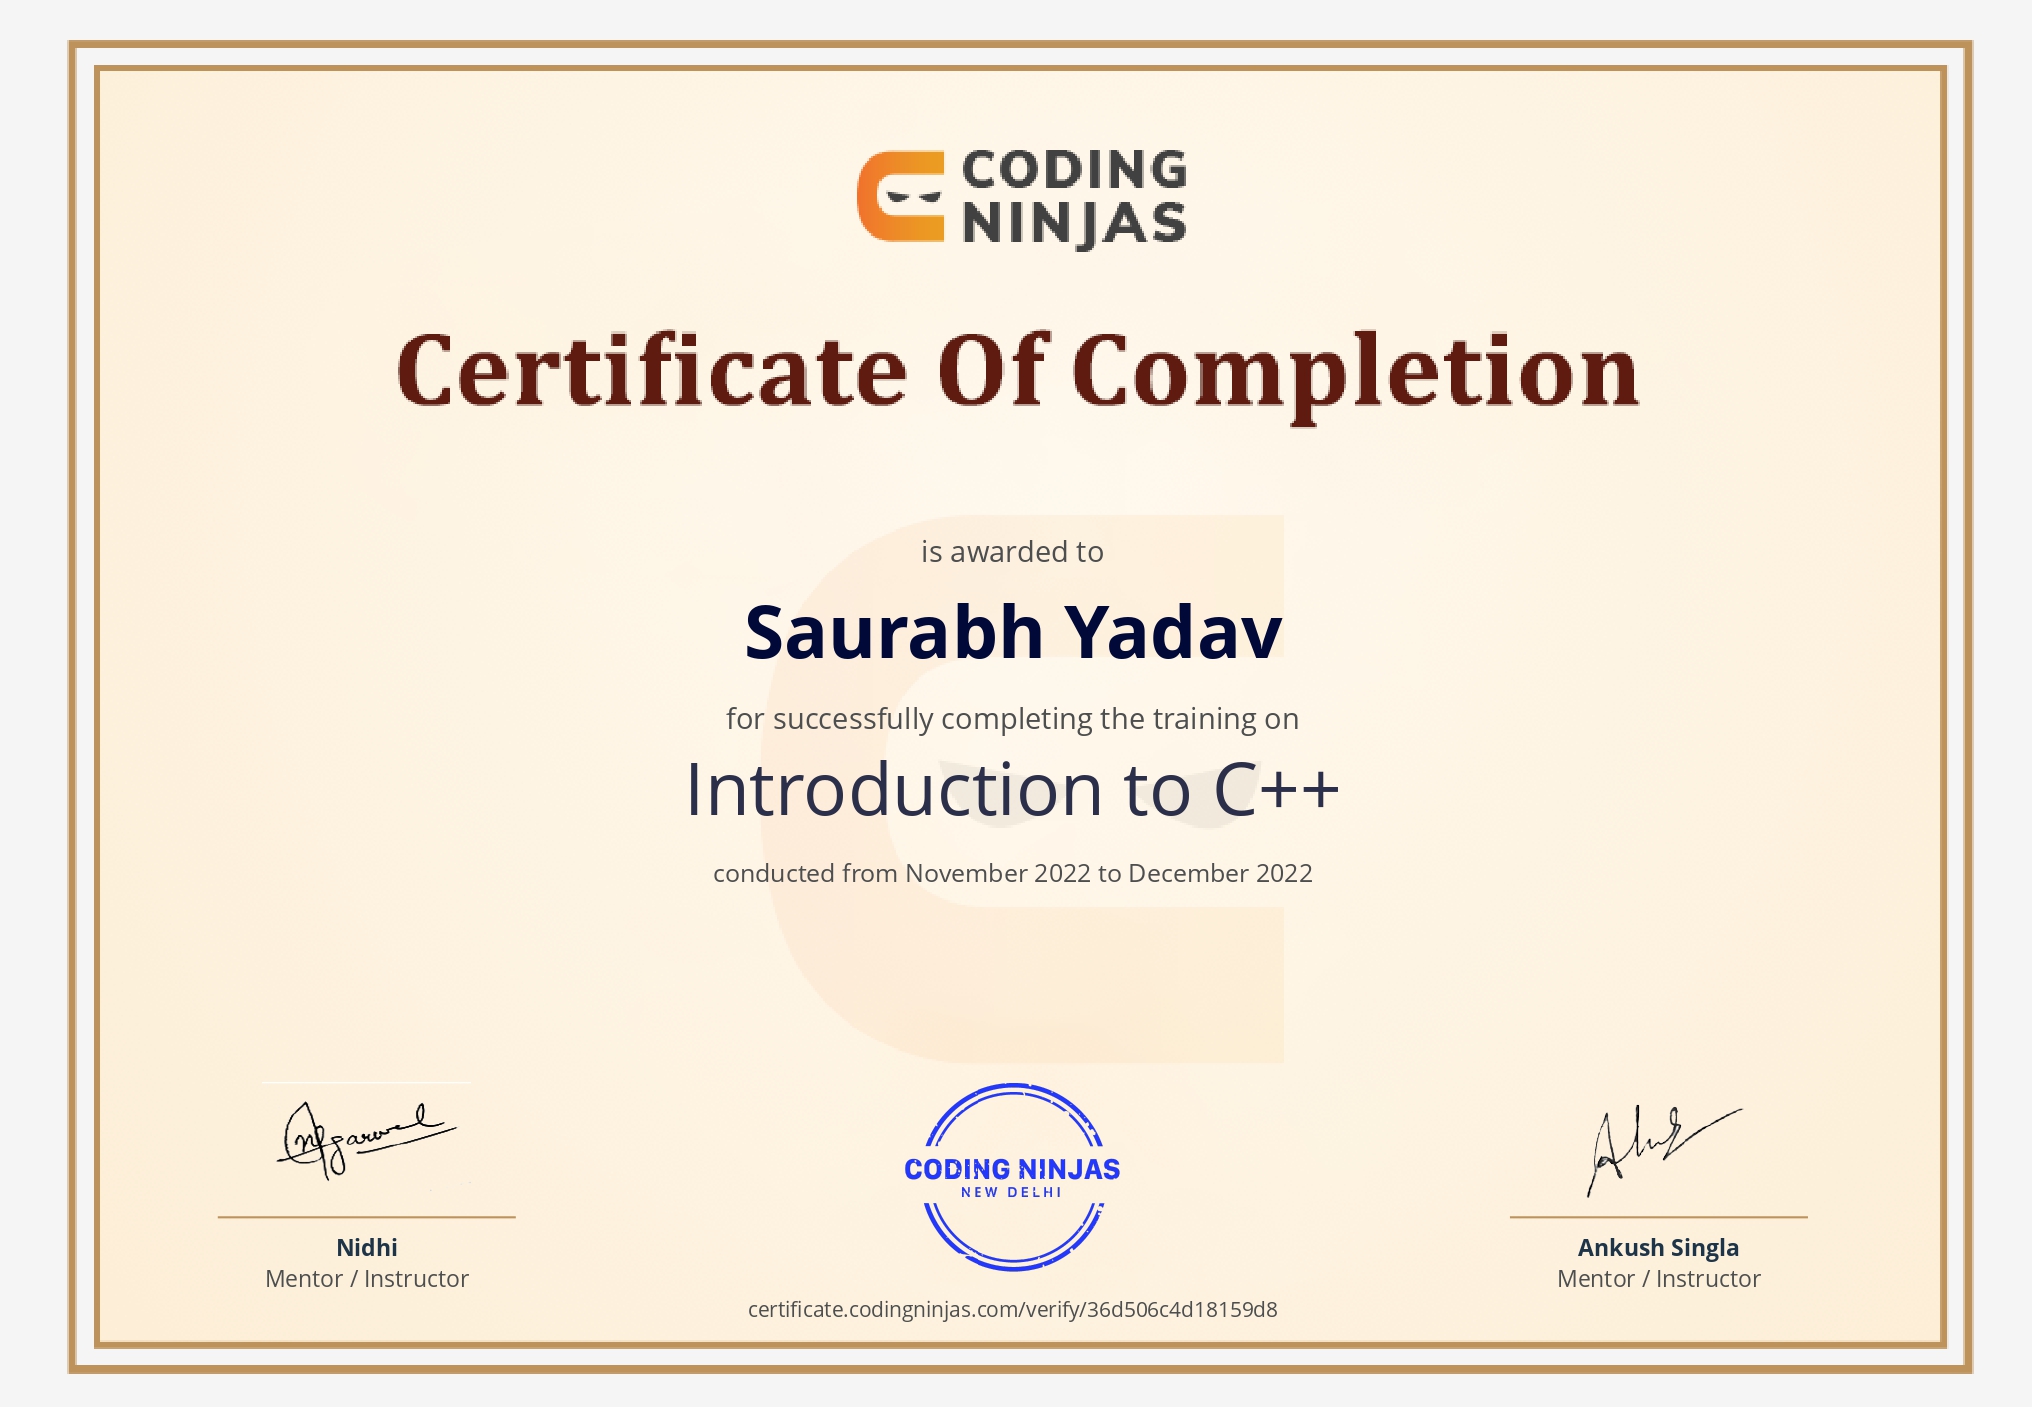 CODING
NINJAS
Certificate Of Completion
is awarded to
Saurabh Yadav
for successfully completing the training on
Introduction to C++
conducted from November 2022 to December 2022
CODING NINJAS
NEW DELHI
Nidhi
Mentor / Instructor
Ankush Singla
Mentor / Instructor
certificate.codingninjas.com/verify/36d506c4d18159d8